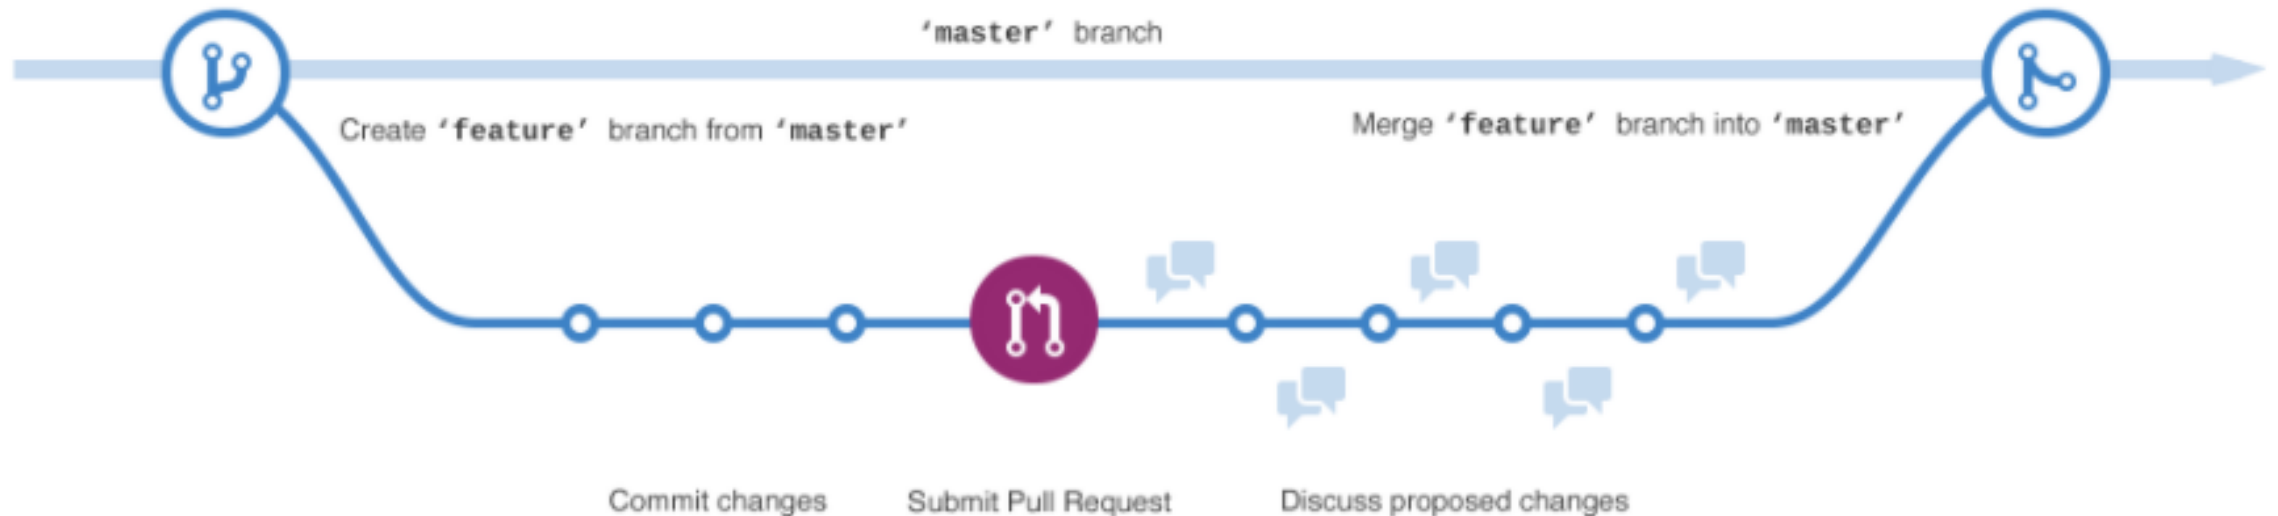 ‘master’ branch
Create ‘feature’ branch from ‘master’
Merge ‘feature’ branch into ‘master’
Commit changes
Submit Pull Request
Discuss proposed changes